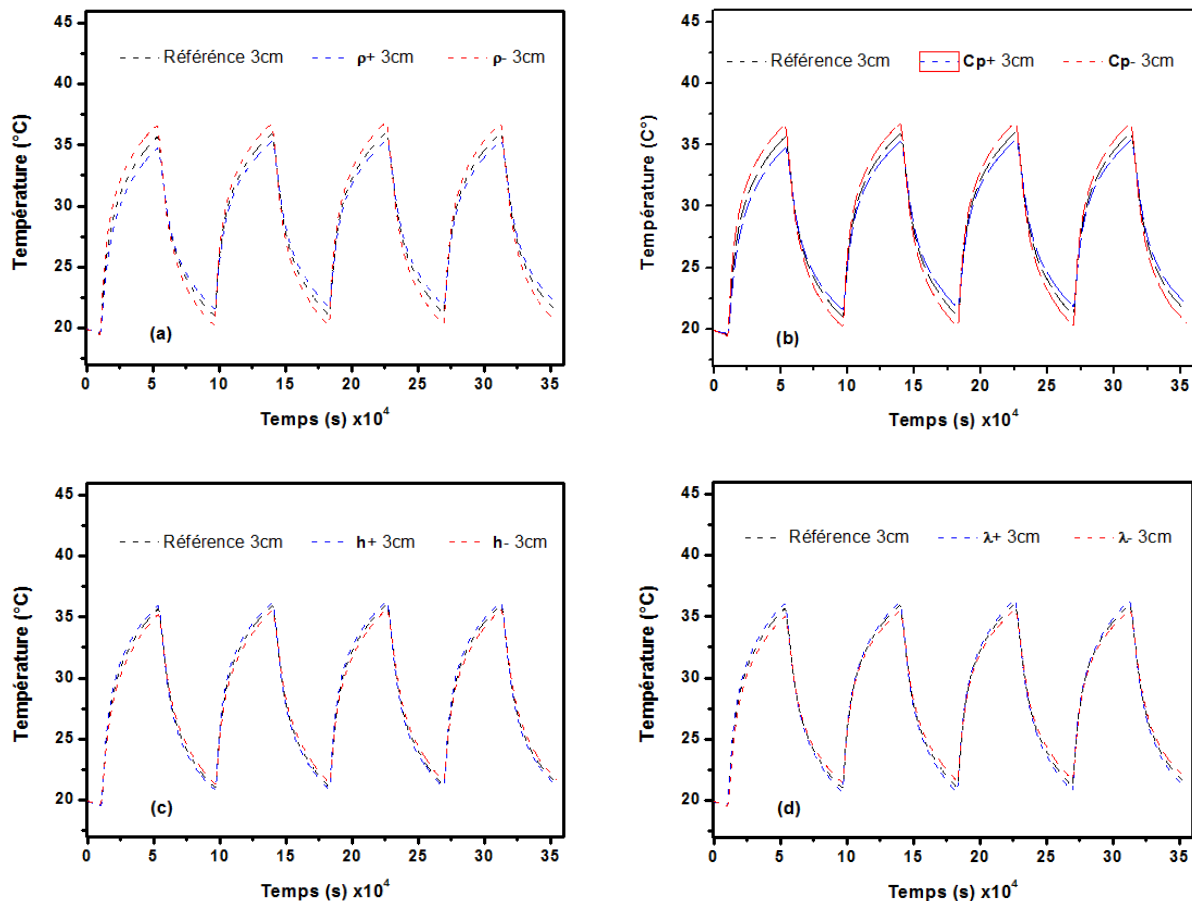 Référénce 3cm ρ+ 3cm ρ- 3cm
45
40
35
30
25
20
Température (°C)
(a)
0 5 10 15 20 25 30 35
Temps (s) x10⁴
Référence 3cm Cp+ 3cm Cp- 3cm
45
40
35
30
25
20
Température (C°)
(b)
0 5 10 15 20 25 30 35
Temps (s) x10⁴
Référence 3cm h+ 3cm h- 3cm
45
40
35
30
25
20
Température (°C)
(c)
0 5 10 15 20 25 30 35
Temps (s) x10⁴
Référence 3cm λ+ 3cm λ- 3cm
45
40
35
30
25
20
Température (°C)
(d)
0 5 10 15 20 25 30 35
Temps (s) x10⁴